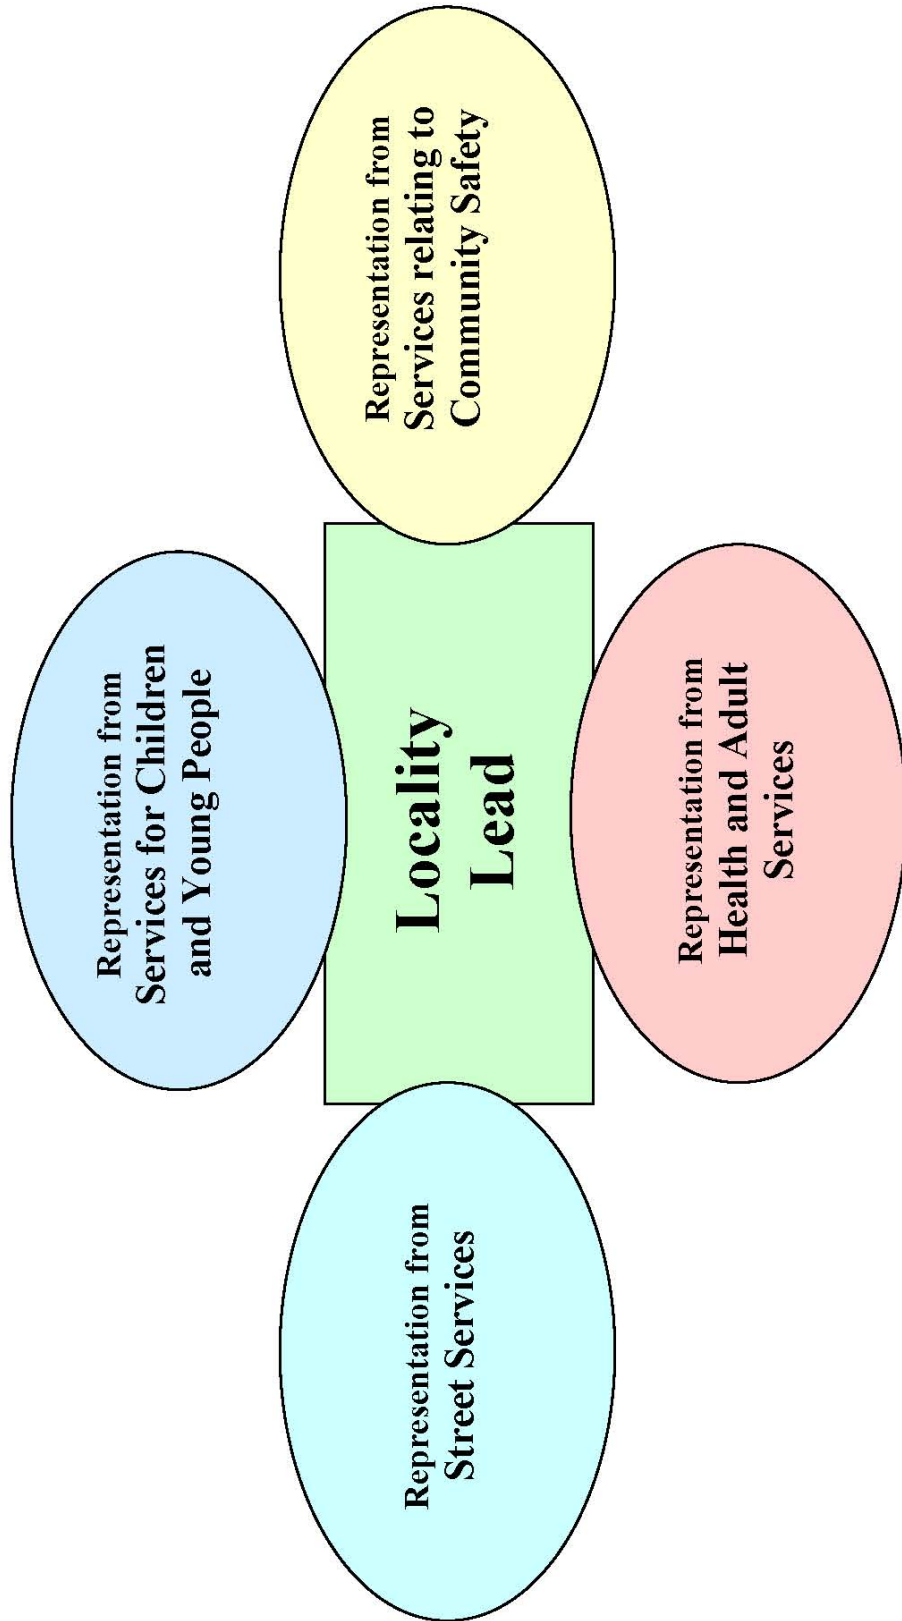 Representation from
Services for Children
and Young People
Representation from
Street Services
Locality
Lead
Representation from
Services relating to
Community Safety
Representation from
Health and Adult
Services